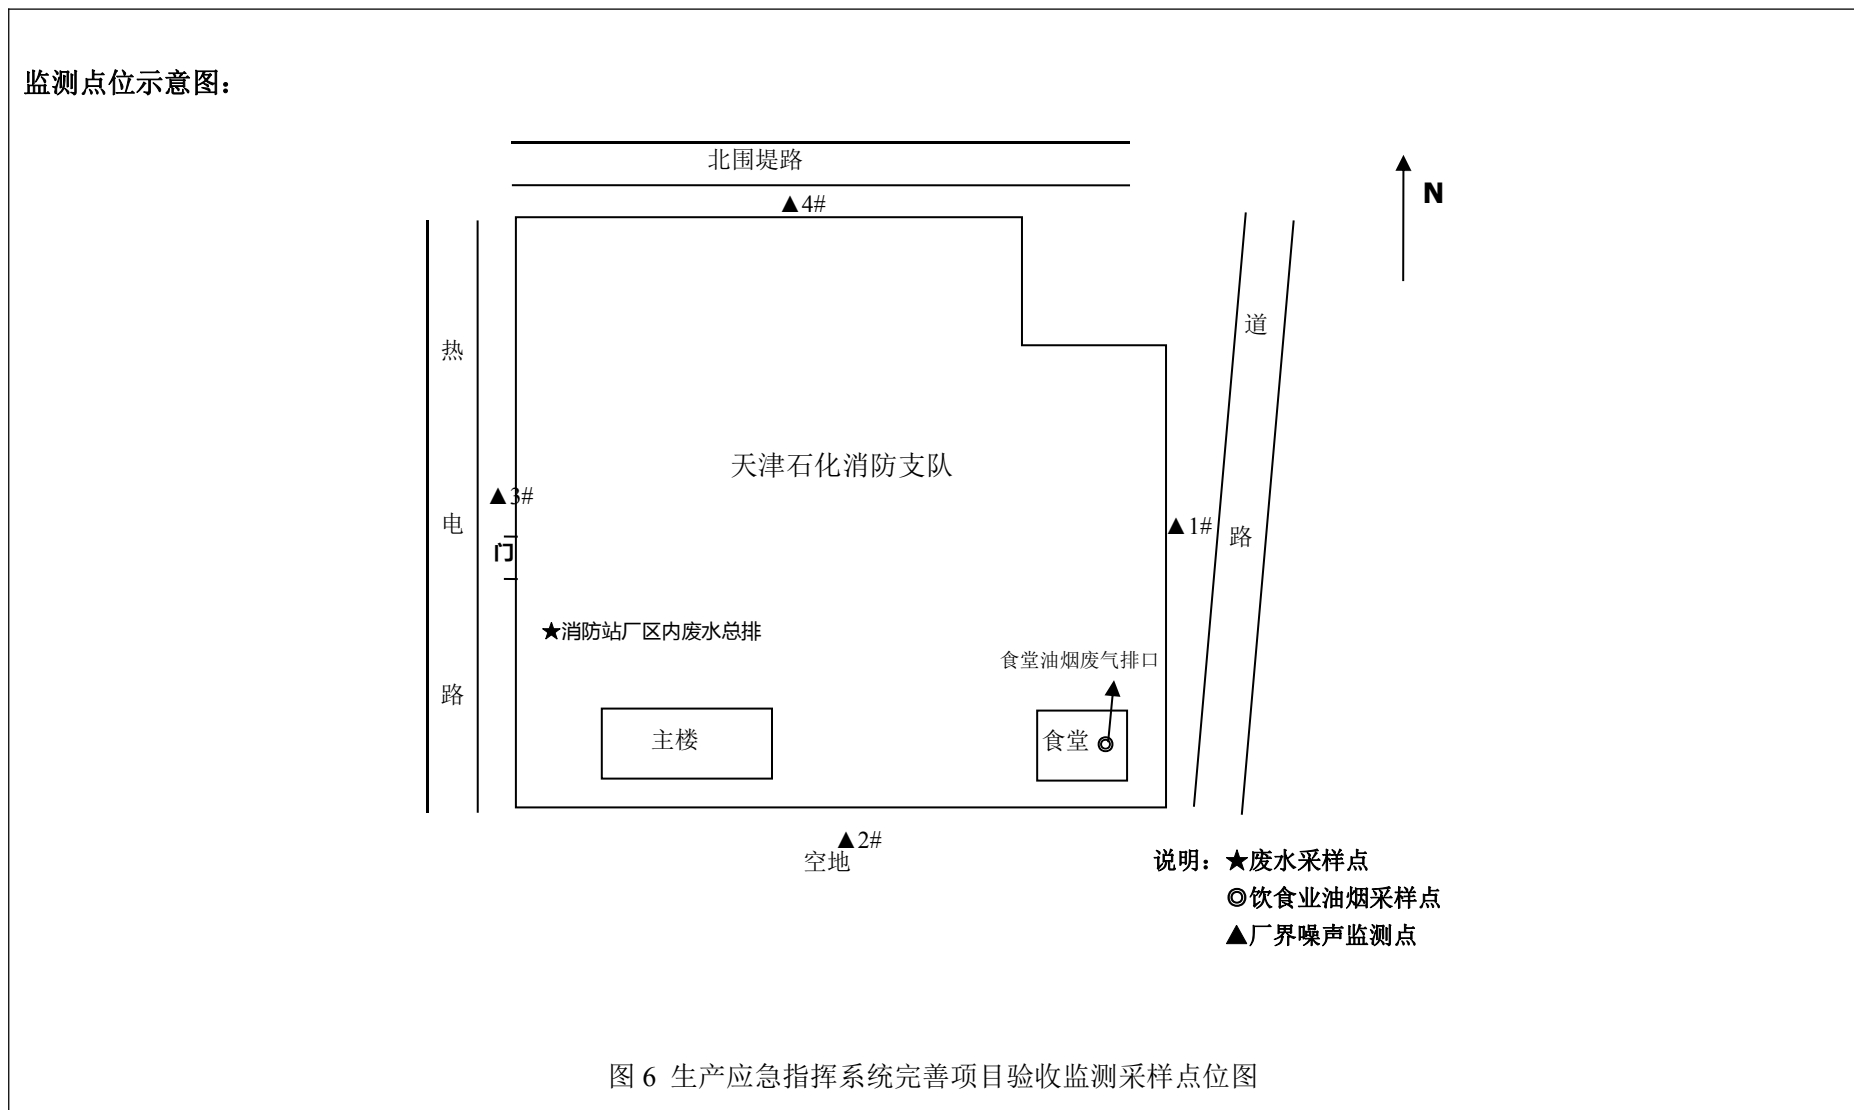 监测点位示意图：
北围堤路
▲4#
N
道
热
天津石化消防支队
▲3#
电
▲1#
路
门
★消防站厂区内废水总排
食堂油烟废气排口
路
主楼
食堂
▲2#
空地
说明：★废水采样点
◎饮食业油烟采样点
▲厂界噪声监测点
图 6 生产应急指挥系统完善项目验收监测采样点位图